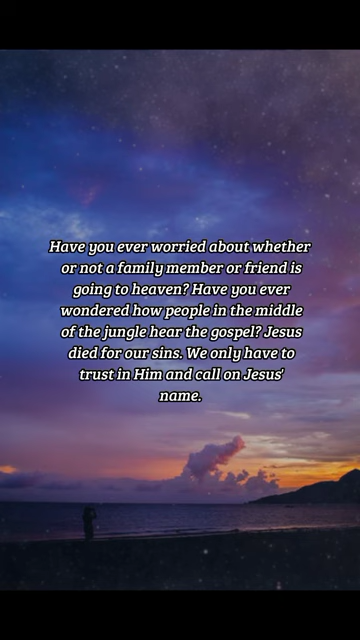 Have you ever worried about whether
or not a family member or friend is
going to heaven? Have you ever
wondered how people in the middle
of the jungle hear the gospel? Jesus
died for our sins. We only have to
trust in Him and call on Jesus'
name.